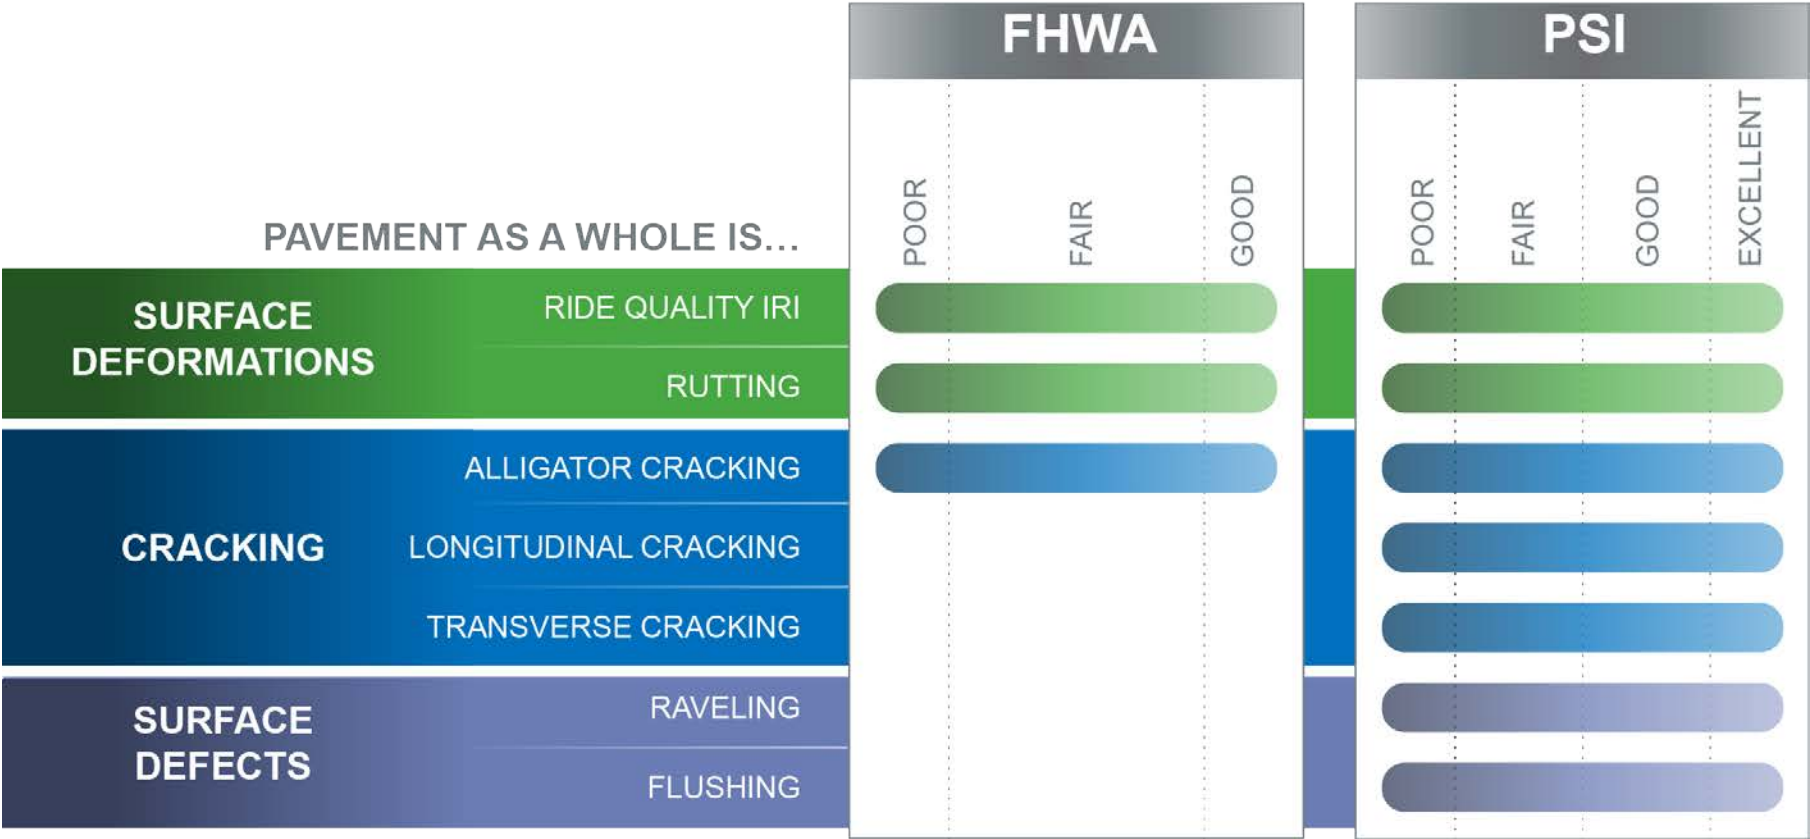 FHWA
PSI
POOR
FAIR
GOOD
POOR
FAIR
GOOD
EXCELLENT
PAVEMENT AS A WHOLE IS...
SURFACE
DEFORMATIONS
RIDE QUALITY IRI
RUTTING
CRACKING
ALLIGATOR CRACKING
LONGITUDINAL CRACKING
TRANSVERSE CRACKING
SURFACE
DEFECTS
RAVELING
FLUSHING